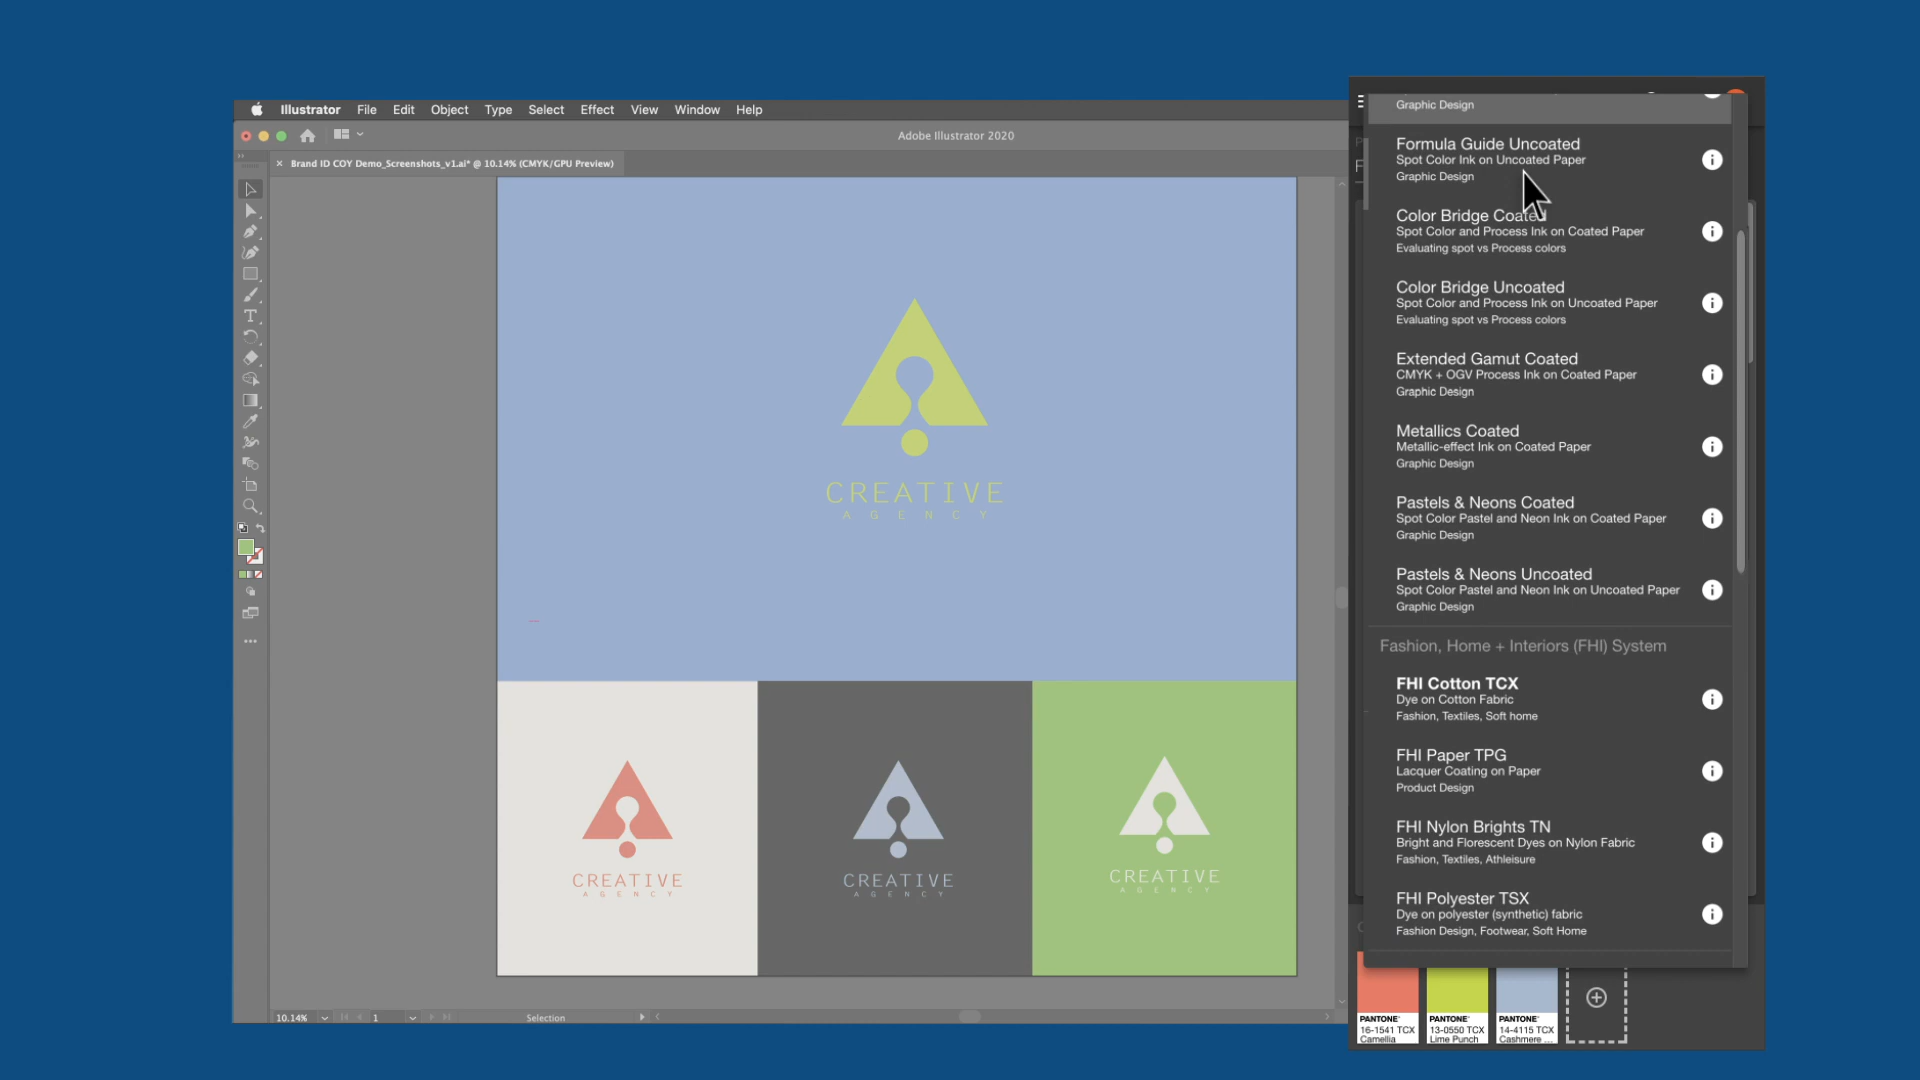 Illustrator File Edit Object Type Select Effect View Window Help
Adobe Illustrator 2020
× Brand ID COY Demo_Screenshots_v1.ai* @ 10.14% (CMYK/GPU Preview)
CREATIVE
AGENCY
CREATIVE
AGENCY
CREATIVE
AGENCY
CREATIVE
AGENCY
10.14%
1
Selection
Graphic Design
Formula Guide Uncoated
Spot Color Ink on Uncoated Paper
Graphic Design
Color Bridge Coated
Spot Color and Process Ink on Coated Paper
Evaluating spot vs Process colors
Color Bridge Uncoated
Spot Color and Process Ink on Uncoated Paper
Evaluating spot vs Process colors
Extended Gamut Coated
CMYK + OGV Process Ink on Coated Paper
Graphic Design
Metallics Coated
Metallic-effect Ink on Coated Paper
Graphic Design
Pastels & Neons Coated
Spot Color Pastel and Neon Ink on Coated Paper
Graphic Design
Pastels & Neons Uncoated
Spot Color Pastel and Neon Ink on Uncoated Paper
Graphic Design
Fashion, Home + Interiors (FHI) System
FHI Cotton TCX
Dye on Cotton Fabric
Fashion, Textiles, Soft home
FHI Paper TPG
Lacquer Coating on Paper
Product Design
FHI Nylon Brights TN
Bright and Florescent Dyes on Nylon Fabric
Fashion, Textiles, Athleisure
FHI Polyester TSX
Dye on polyester (synthetic) fabric
Fashion Design, Footwear, Soft Home
PANTONE
16-1541 TCX
Camellia
PANTONE
13-0550 TCX
Lime Punch
PANTONE
14-4115 TCX
Cashmere ...